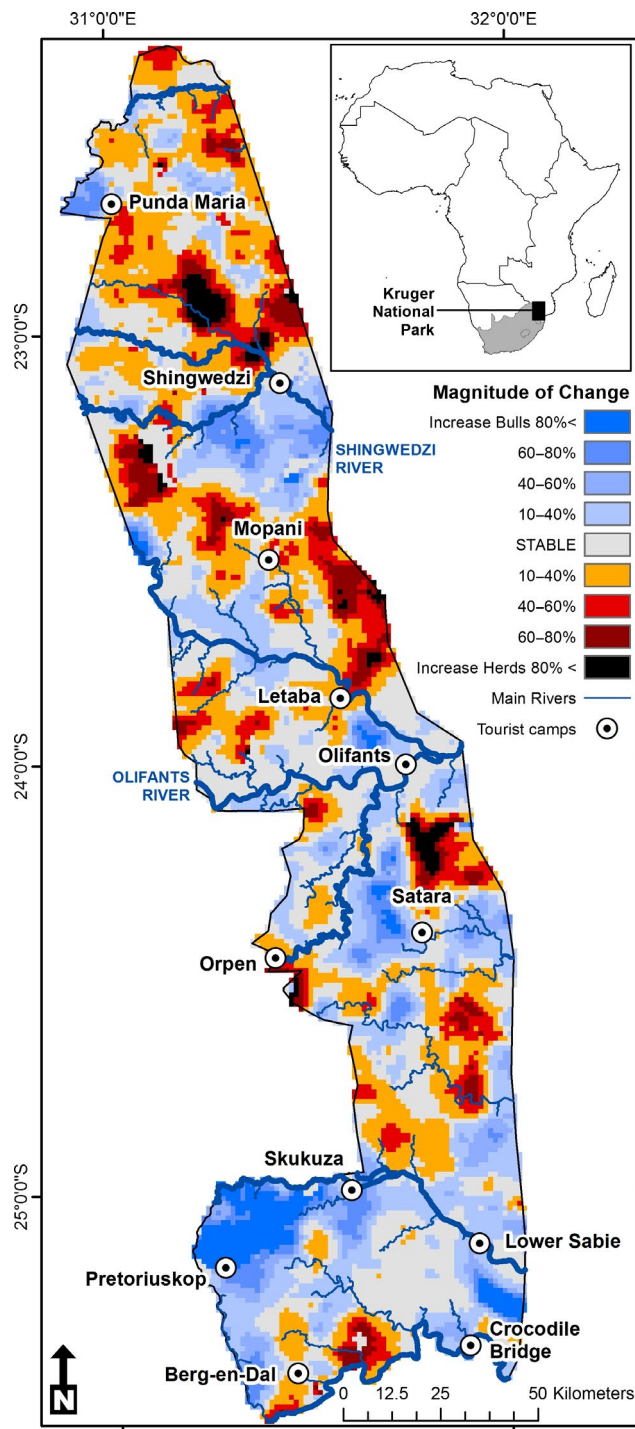 31°0'0"E
32°0'0"E
Punda Maria
Kruger
National
Park
23°0'0"S
Shingwedzi
SHINGWEDZI
RIVER
Magnitude of Change
Increase Bulls 80%<
60–80%
40–60%
10–40%
STABLE
10–40%
40–60%
60–80%
Increase Herds 80% <
Main Rivers
Tourist camps
Mopani
Letaba
Olifants
24°0'0"S
OLIFANTS
RIVER
Satara
Orpen
Skukuza
25°0'0"S
Lower Sabie
Pretoriuskop
Crocodile
Bridge
Berg-en-Dal
N
0 12.5 25 50 Kilometers